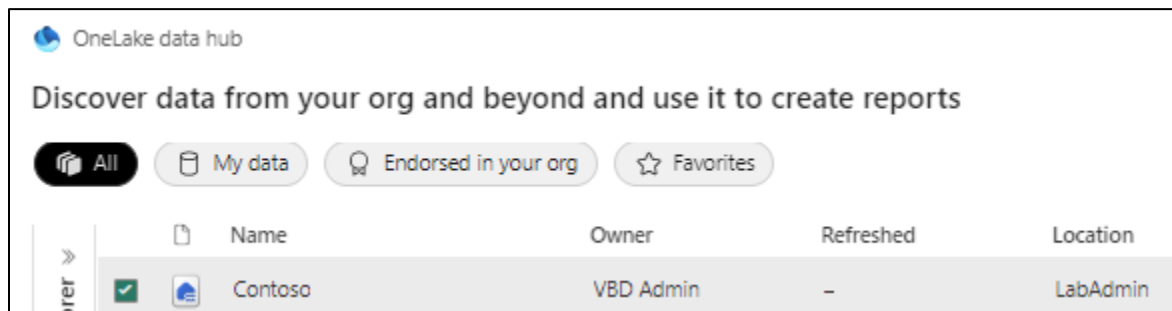 OneLake data hub
Discover data from your org and beyond and use it to create reports
All My data Endorsed in your org Favorites
Name Owner Refreshed Location
Contoso VBD Admin – LabAdmin